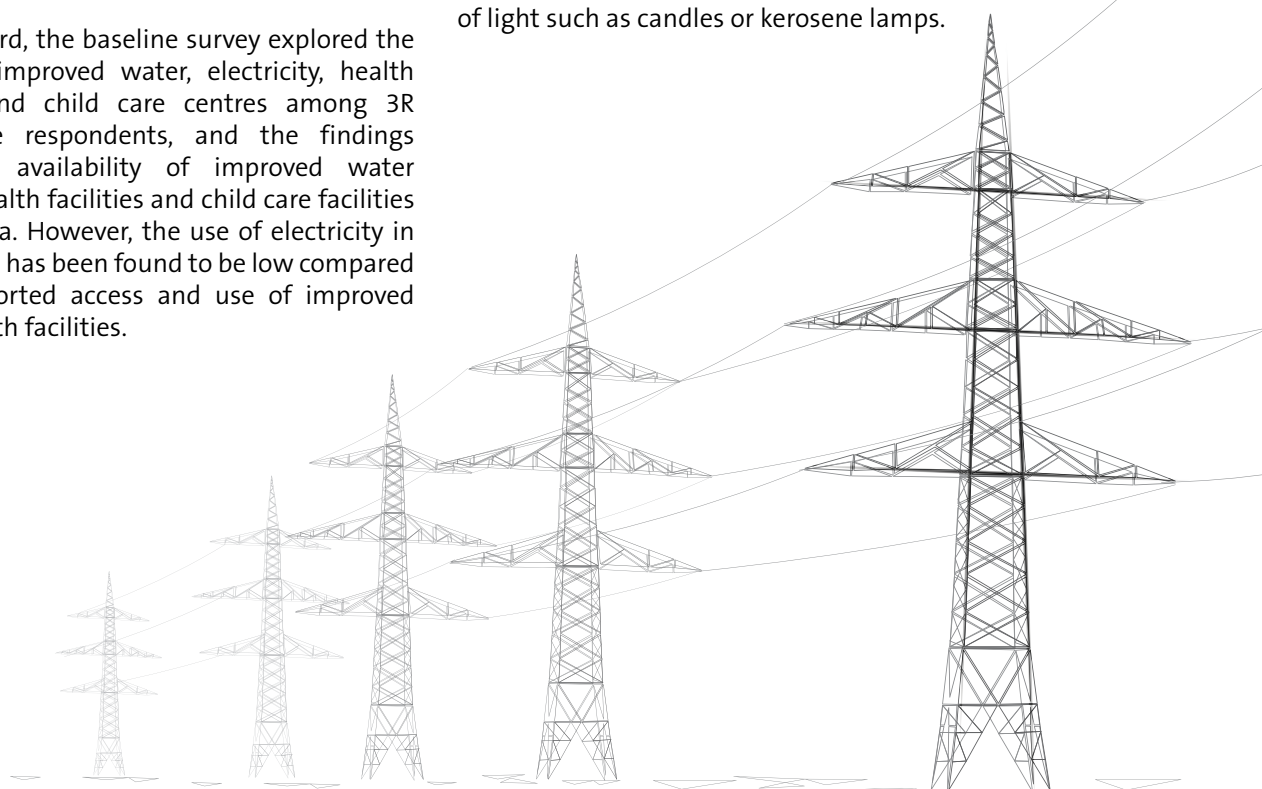 rd, the baseline survey explored the
improved water, electricity, health
nd child care centres among 3R
e respondents, and the findings
availability of improved water
alth facilities and child care facilities
a. However, the use of electricity in
has been found to be low compared
orted access and use of improved
th facilities.
of light such as candles or kerosene lamps.